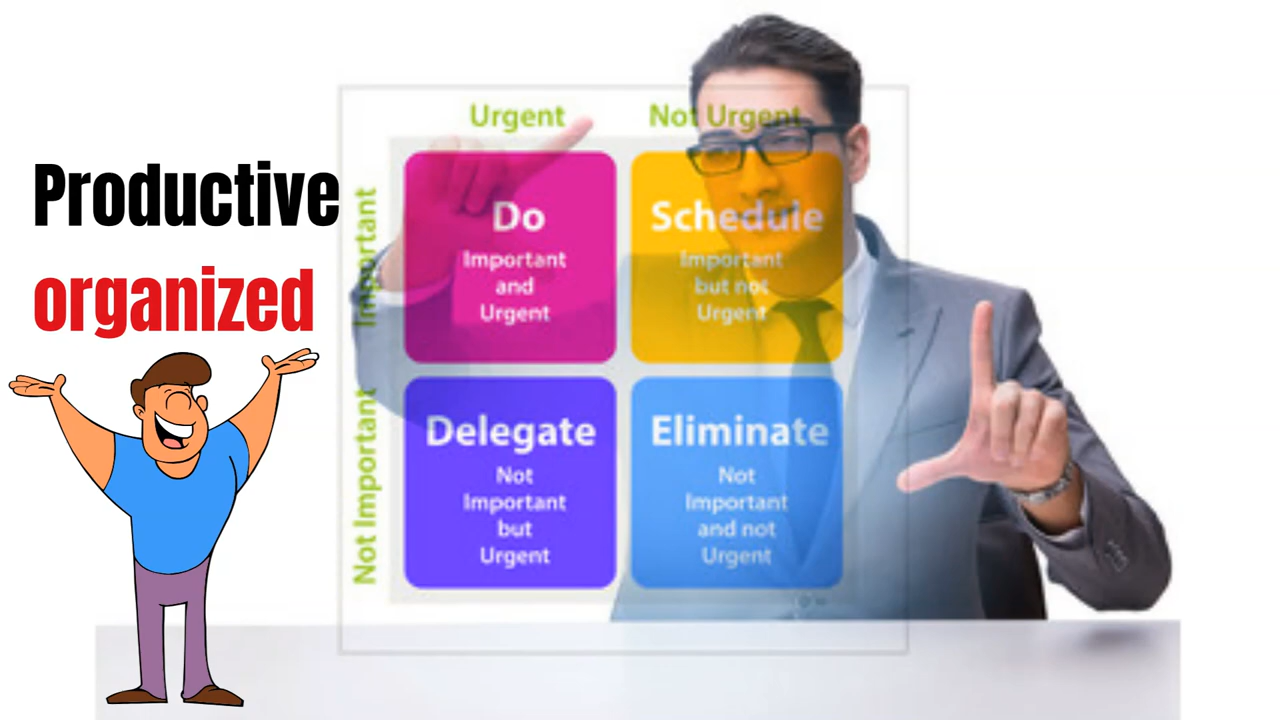 Productive
organized
Urgent
Not Urgent
Important
Not Important
Do
Important
and
Urgent
Schedule
Important
but not
Urgent
Delegate
Not
Important
but
Urgent
Eliminate
Not
Important
and not
Urgent